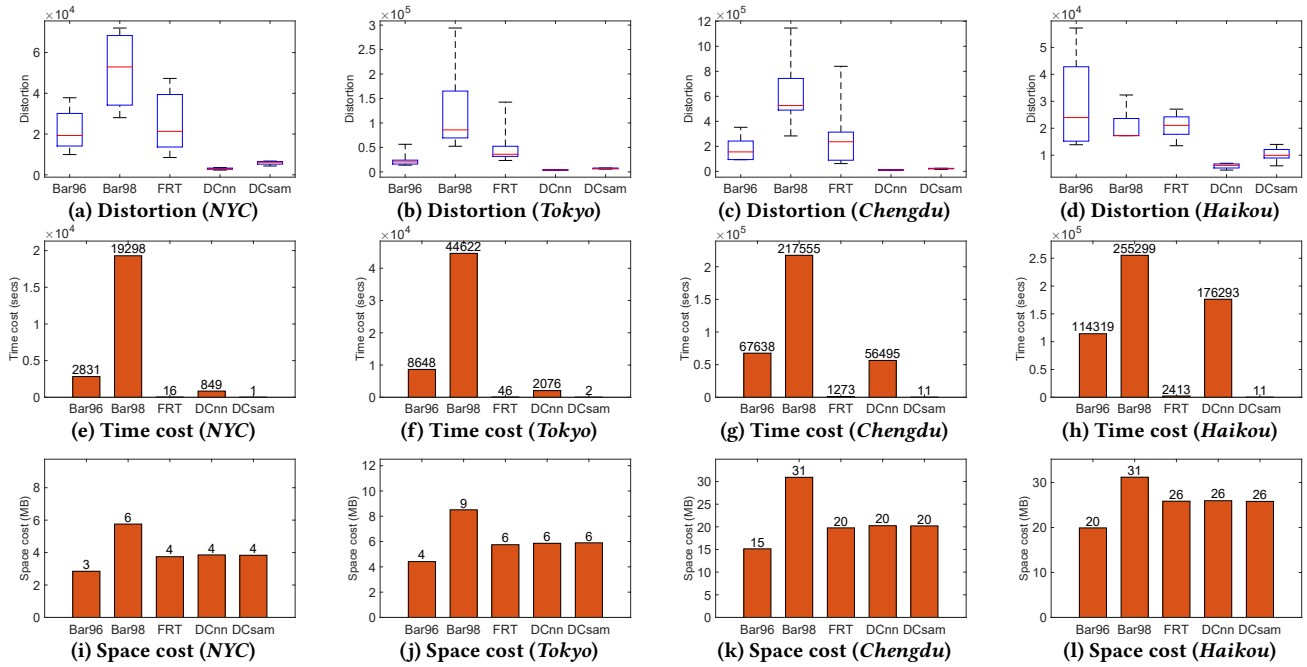 ×10⁴
Distortion
6
4
2
0
Bar96 Bar98 FRT DCnn DCsam
(a) Distortion (NYC)
×10⁵
Distortion
3
2.5
2
1.5
1
0.5
0
Bar96 Bar98 FRT DCnn DCsam
(b) Distortion (Tokyo)
×10⁵
Distortion
12
10
8
6
4
2
0
Bar96 Bar98 FRT DCnn DCsam
(c) Distortion (Chengdu)
×10⁴
Distortion
5
4
3
2
1
Bar96 Bar98 FRT DCnn DCsam
(d) Distortion (Haikou)
×10⁴
Time cost (secs)
2
1.5
1
0.5
0
2831 19298 16 849 1
Bar96 Bar98 FRT DCnn DCsam
(e) Time cost (NYC)
×10⁴
Time cost (secs)
4
3
2
1
0
8648 44622 46 2076 2
Bar96 Bar98 FRT DCnn DCsam
(f) Time cost (Tokyo)
×10⁵
Time cost (secs)
2
1.5
1
0.5
0
67638 217555 1273 56495 11
Bar96 Bar98 FRT DCnn DCsam
(g) Time cost (Chengdu)
×10⁵
Time cost (secs)
2.5
2
1.5
1
0.5
0
114319 255299 2413 176293 11
Bar96 Bar98 FRT DCnn DCsam
(h) Time cost (Haikou)
Space cost (MB)
8
6
4
2
0
3 6 4 4 4
Bar96 Bar98 FRT DCnn DCsam
(i) Space cost (NYC)
Space cost (MB)
12
10
8
6
4
2
0
4 9 6 6 6
Bar96 Bar98 FRT DCnn DCsam
(j) Space cost (Tokyo)
Space cost (MB)
35
30
25
20
15
10
5
0
15 31 20 20 20
Bar96 Bar98 FRT DCnn DCsam
(k) Space cost (Chengdu)
Space cost (MB)
30
20
10
0
20 31 26 26 26
Bar96 Bar98 FRT DCnn DCsam
(l) Space cost (Haikou)